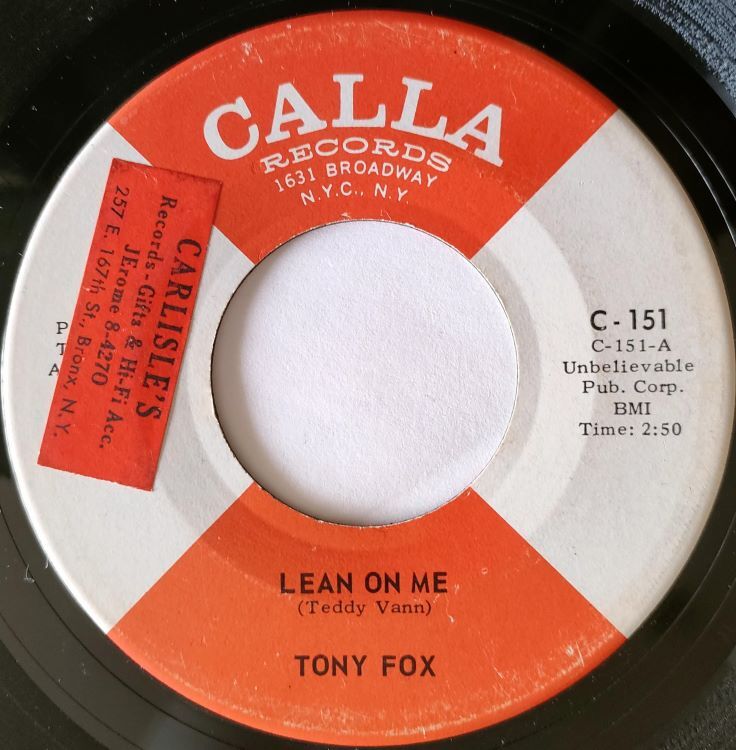 CALLA
RECORDS
1631 BROADWAY
N.Y.C., N.Y.
CARLISLE'S
Records - Gifts & Hi-Fi Acc.
JErome 8-4270
257 E. 167th St., Bronx, N.Y.
P
T
A
C-151
C-151-A
Unbelievable
Pub. Corp.
BMI
Time: 2:50
LEAN ON ME
(Teddy Vann)
TONY FOX